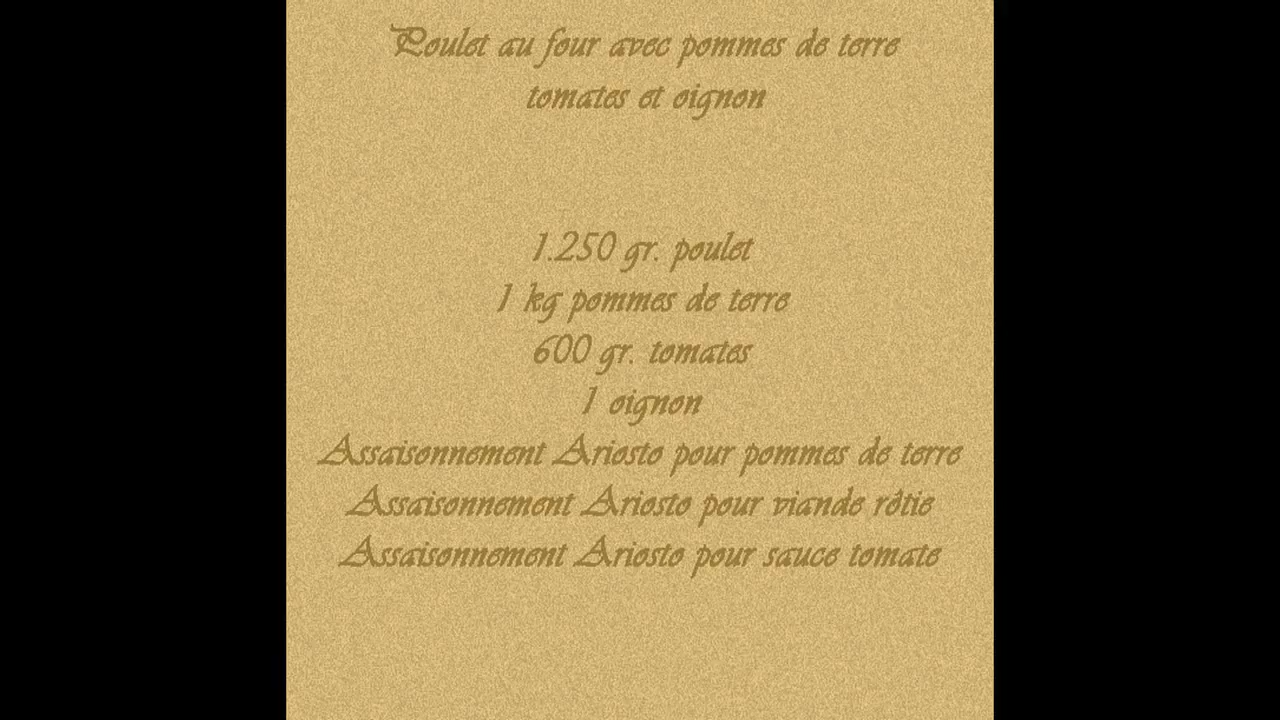 Poulet au four avec pommes de terre
tomates et oignon
1.250 gr. poulet
1 kg pommes de terre
600 gr. tomates
1 oignon
Assaisonnement Ariosto pour pommes de terre
Assaisonnement Ariosto pour viande rôtie
Assaisonnement Ariosto pour sauce tomate